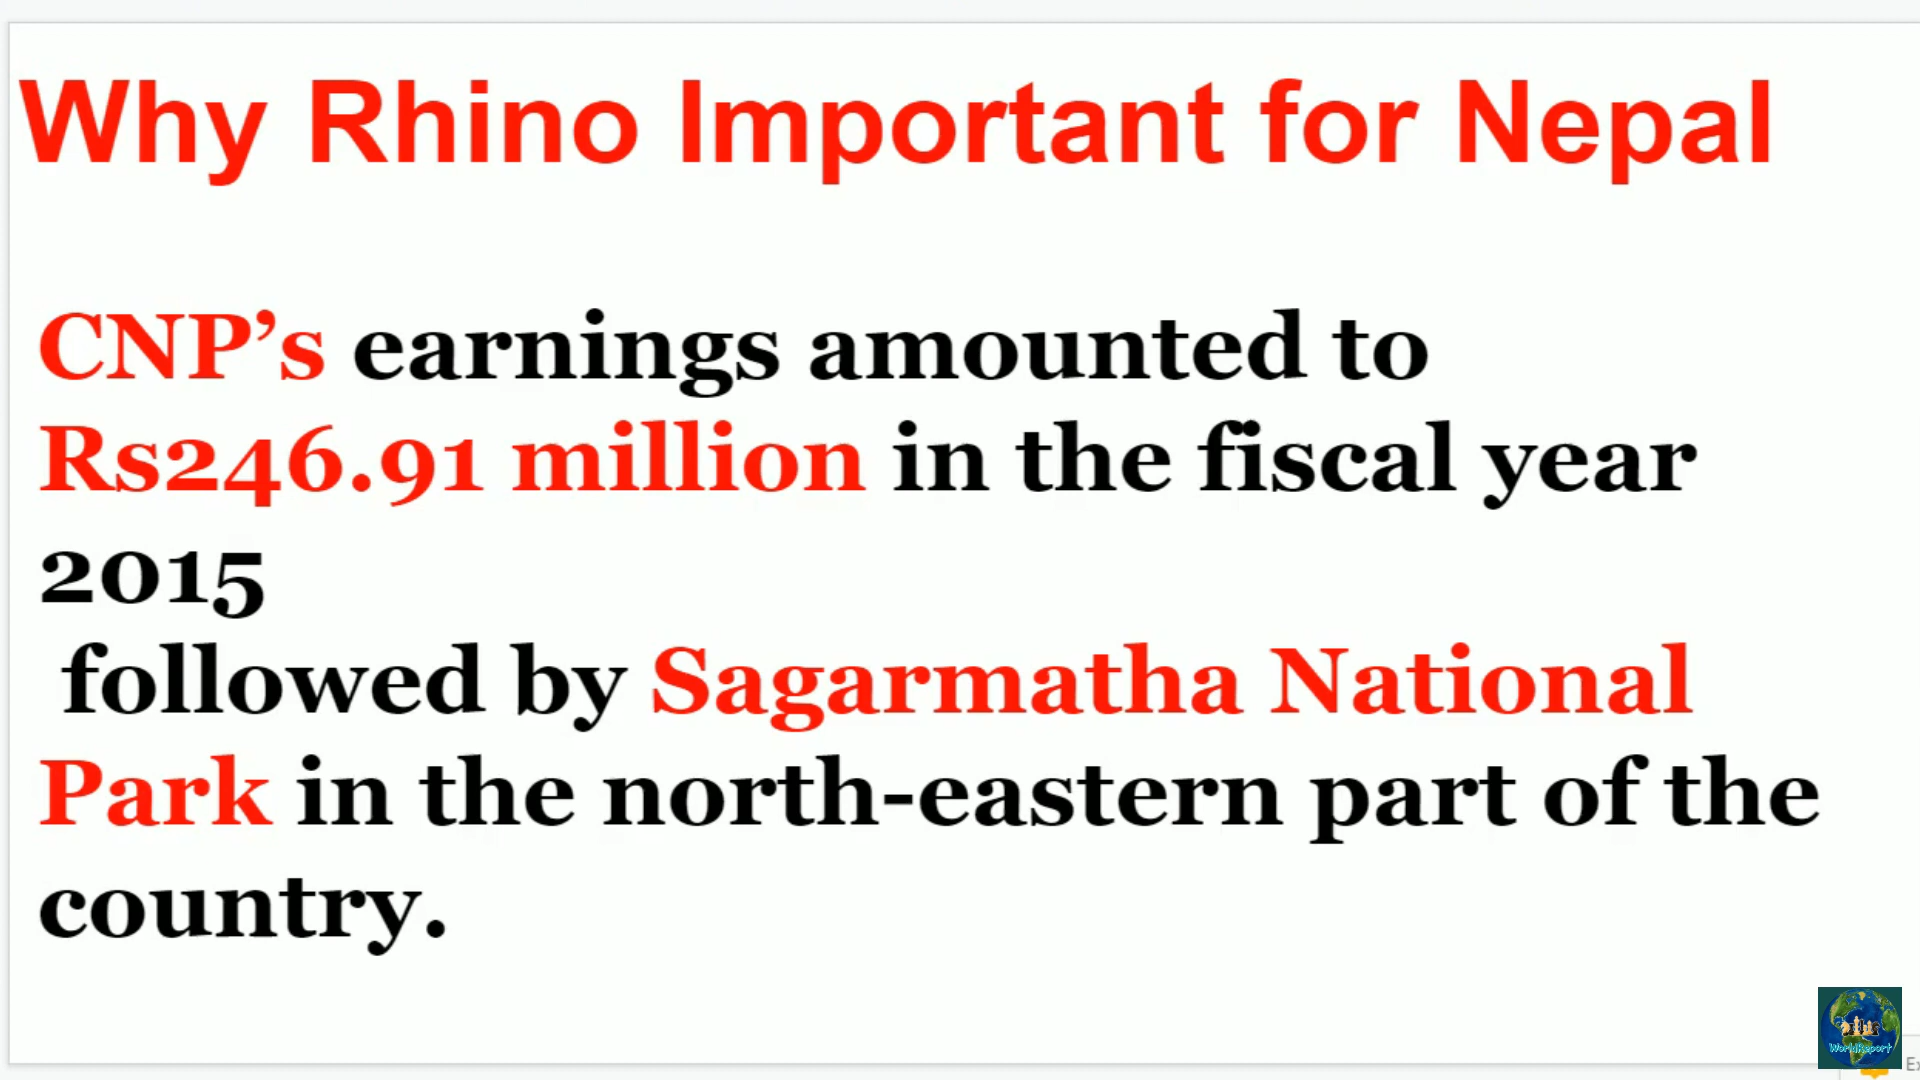 Why Rhino Important for Nepal
CNP’s earnings amounted to
Rs246.91 million in the fiscal year
2015
followed by Sagarmatha National
Park in the north-eastern part of the
country.
WorldReport